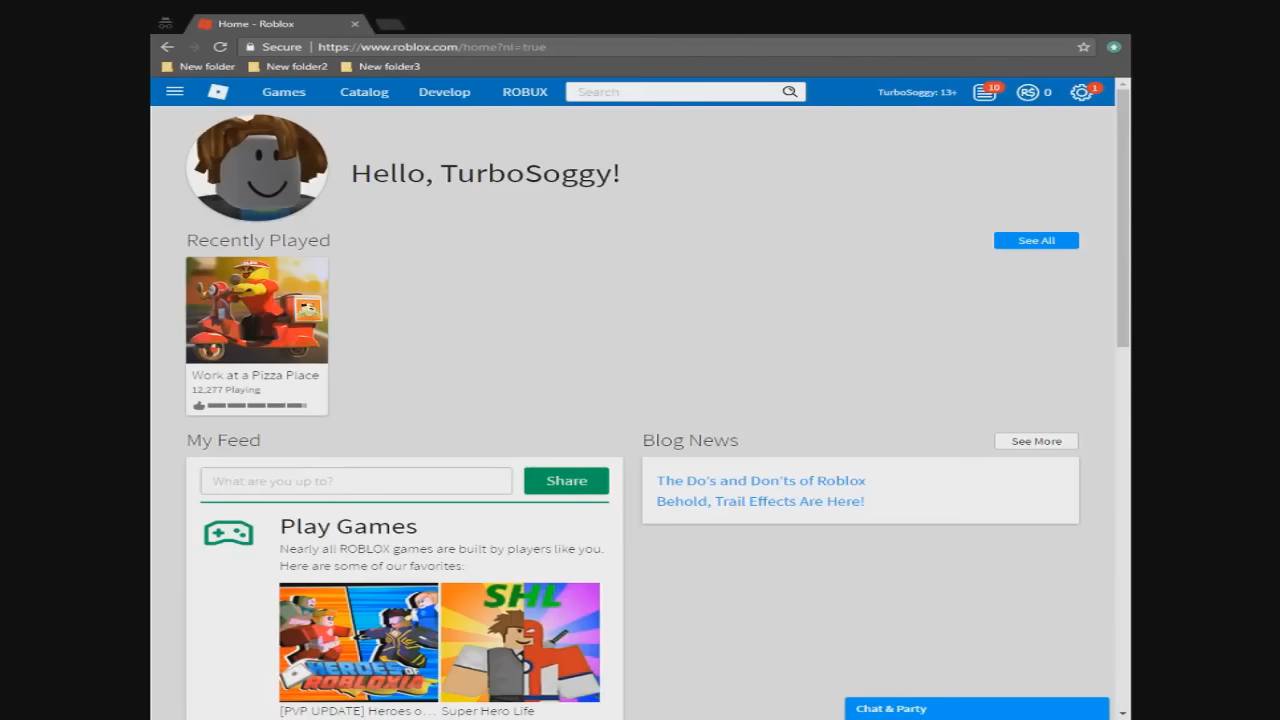 Home - Roblox
Secure | https://www.roblox.com/home?nl=true
New folder New folder2 New folder3
Games Catalog Develop ROBUX Search TurboSoggy: 13+ 10 R$ 0 1
Hello, TurboSoggy!
Recently Played See All
Work at a Pizza Place
12,277 Playing
My Feed
What are you up to? Share
Play Games
Nearly all ROBLOX games are built by players like you.
Here are some of our favorites:
HEROES OF
ROBLOXIA
SHL
[PVP UPDATE] Heroes o... Super Hero Life
Blog News See More
The Do's and Don'ts of Roblox
Behold, Trail Effects Are Here!
Chat & Party